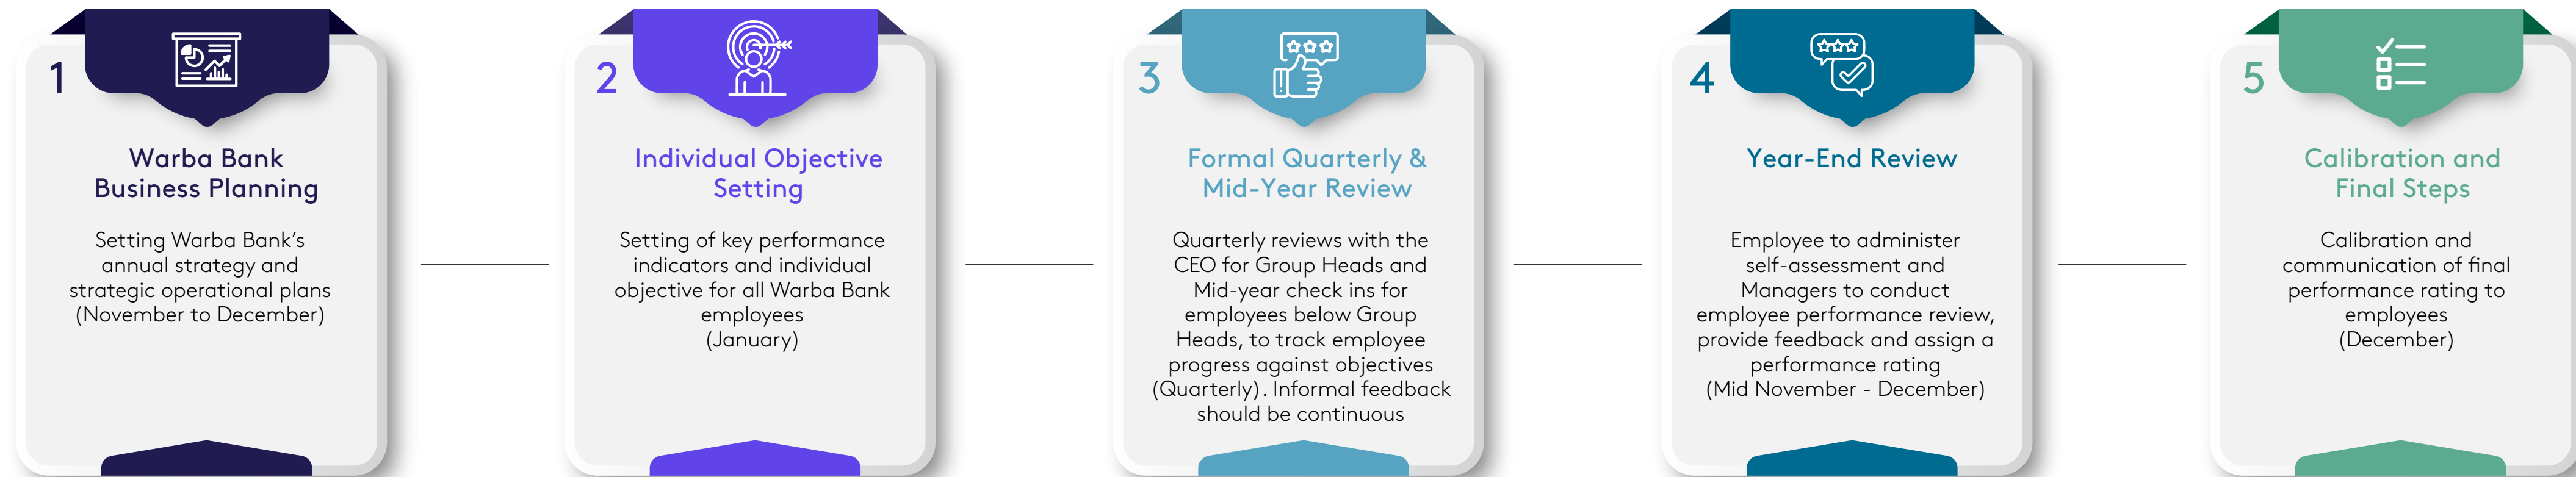 1
Warba Bank
Business Planning
Setting Warba Bank's
annual strategy and
strategic operational plans
(November to December)
2
Individual Objective
Setting
Setting of key performance
indicators and individual
objective for all Warba Bank
employees
(January)
3
Formal Quarterly &
Mid-Year Review
Quarterly reviews with the
CEO for Group Heads and
Mid-year check ins for
employees below Group
Heads, to track employee
progress against objectives
(Quarterly). Informal feedback
should be continuous
4
Year-End Review
Employee to administer
self-assessment and
Managers to conduct
employee performance review,
provide feedback and assign a
performance rating
(Mid November - December)
5
Calibration and
Final Steps
Calibration and
communication of final
performance rating to
employees
(December)